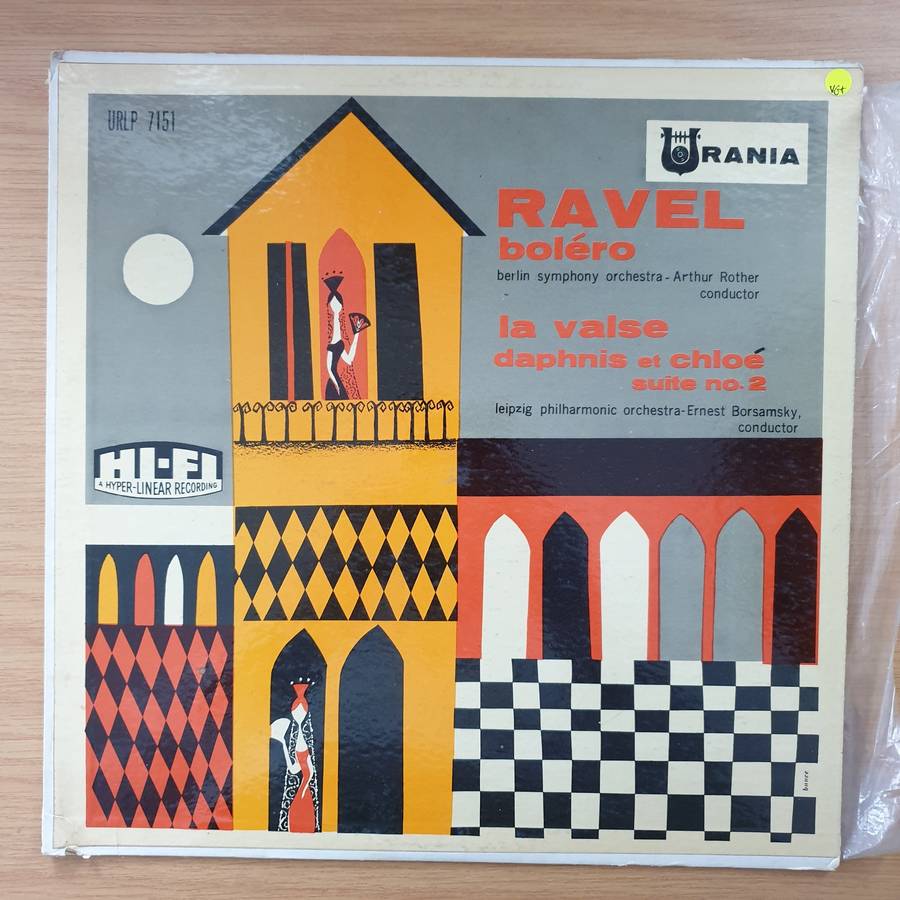 VG+
URLP 7151
URANIA
RAVEL
boléro
berlin symphony orchestra - Arthur Rother
conductor
la valse
daphnis et chloé
suite no. 2
leipzig philharmonic orchestra-Ernest Borsamsky,
conductor
HI-FI
A HYPER-LINEAR RECORDING
bunce